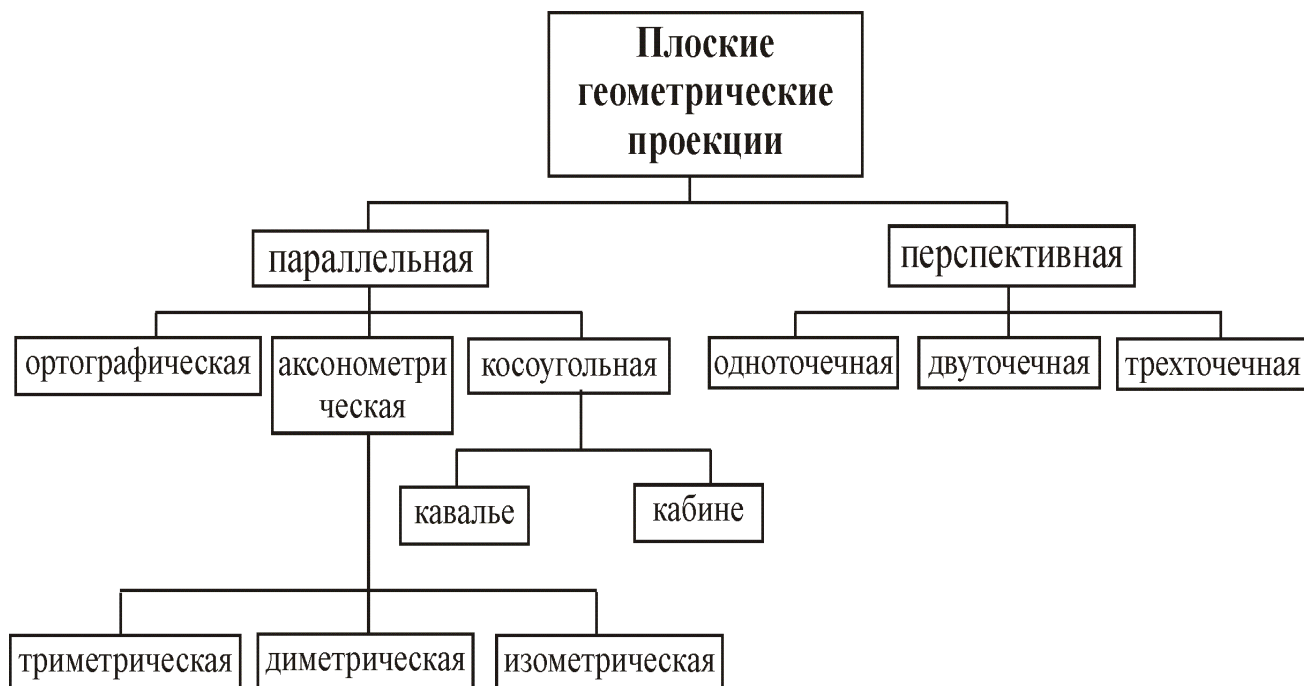 Плоские
геометрические
проекции
параллельная
перспективная
ортографическая
аксонометри
ческая
косоугольная
одноточечная
двуточечная
трехточечная
кавалье
кабине
триметрическая
диметрическая
изометрическая